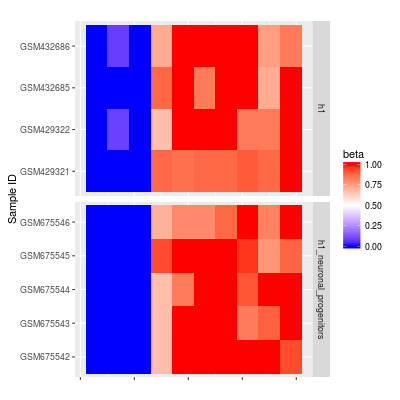 GSM432686
GSM432685
GSM429322
GSM429321
h1
GSM675546
GSM675545
GSM675544
GSM675543
GSM675542
h1_neuronal_progenitors
Sample ID
beta
1.00
0.75
0.50
0.25
0.00